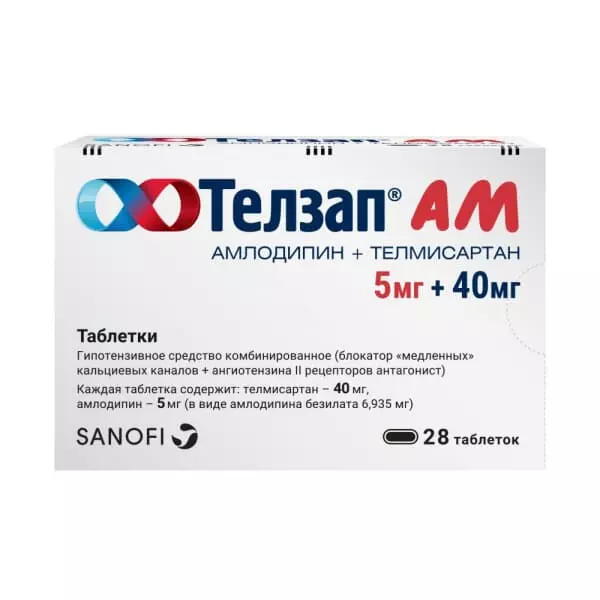 SANOFI
Телзап® АМ
АМЛОДИПИН + ТЕЛМИСАРТАН
5мг + 40мг
Таблетки
Гипотензивное средство комбинированное (блокатор «медленных»
кальциевых каналов + ангиотензина II рецепторов антагонист)
Каждая таблетка содержит: телмисартан – 40 мг,
амлодипин – 5 мг (в виде амлодипина безилата 6,935 мг)
SANOFI
28 таблеток